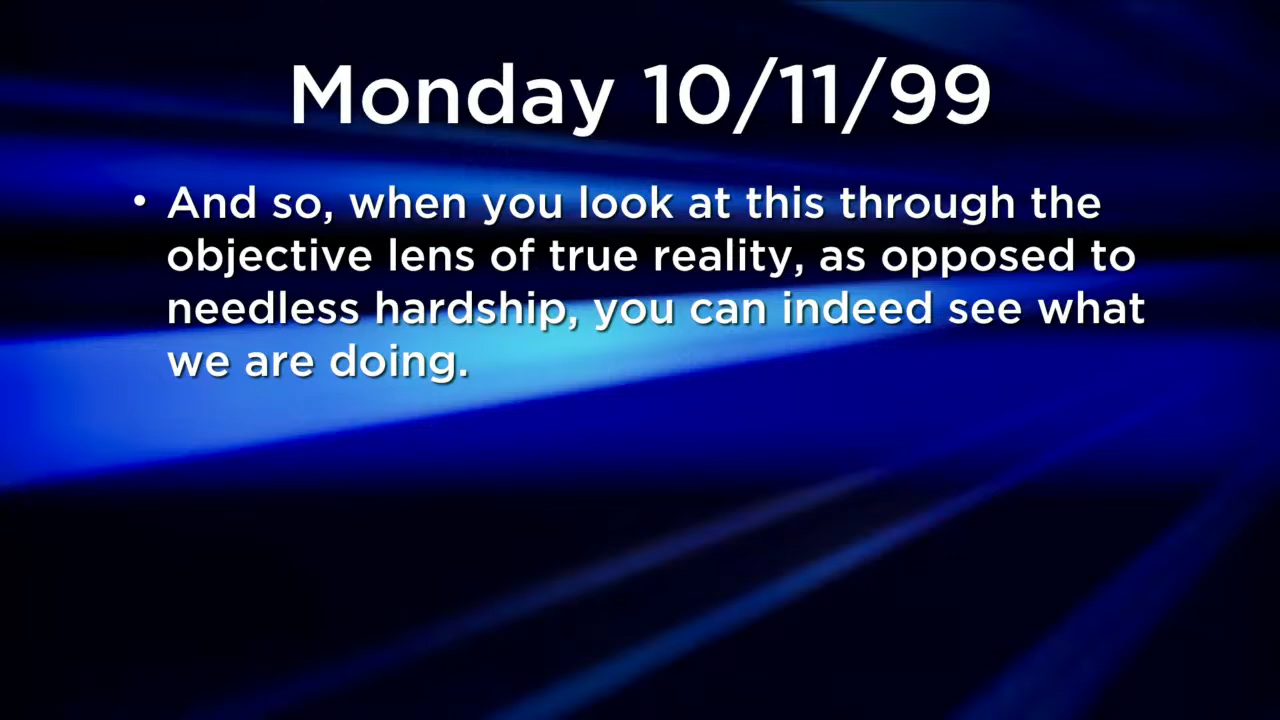 Monday 10/11/99
• And so, when you look at this through the
objective lens of true reality, as opposed to
needless hardship, you can indeed see what
we are doing.